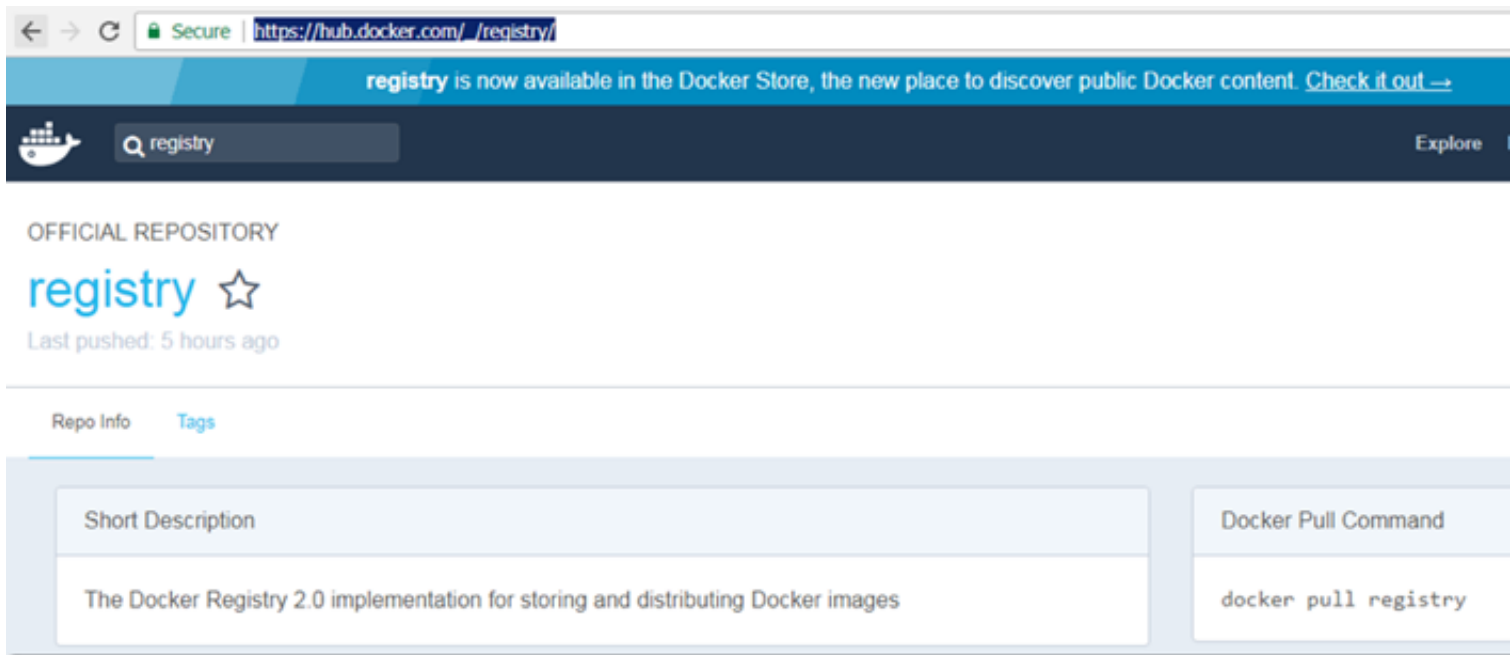 Secure | https://hub.docker.com/_/registry/
registry is now available in the Docker Store, the new place to discover public Docker content. Check it out →
registry
Explore
OFFICIAL REPOSITORY
registry
Last pushed: 5 hours ago
Repo Info Tags
Short Description
Docker Pull Command
The Docker Registry 2.0 implementation for storing and distributing Docker images
docker pull registry